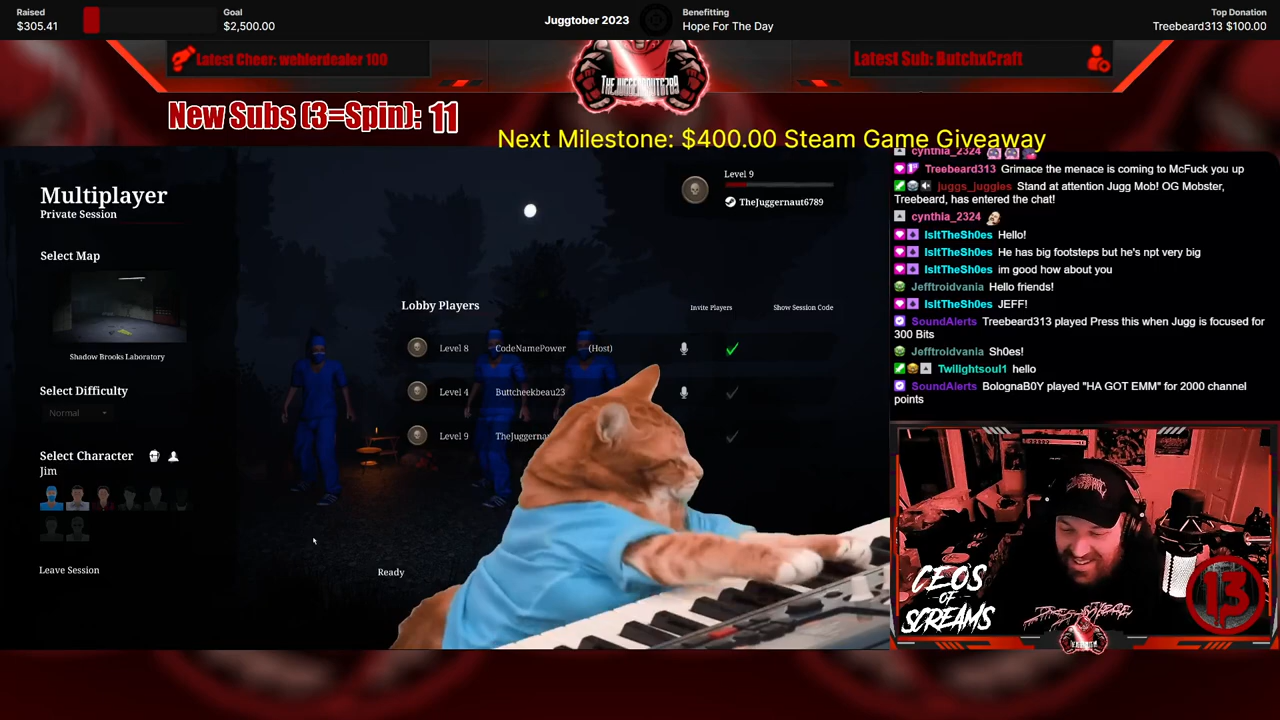 Raised
$305.41
Goal
$2,500.00
Juggtober 2023
Benefitting
Hope For The Day
Top Donation
Treebeard313 $100.00
Latest Cheer: wehlerdealer 100
THEJUGGERNAUT6789
Latest Sub: ButchxCraft
New Subs (3=Spin): 11
Next Milestone: $400.00 Steam Game Giveaway
Multiplayer
Private Session
Select Map
Shadow Brooks Laboratory
Select Difficulty
Normal
Select Character
Jim
Leave Session
Level 9
TheJuggernaut6789
Lobby Players
Invite Players
Show Session Code
Level 8 CodeNamePower (Host)
Level 4 Buttcheekbeau23
Level 9 TheJuggerna
Ready
cynthia_2324
Treebeard313 Grimace the menace is coming to McFuck you up
juggs_juggies Stand at attention Jugg Mob! OG Mobster,
Treebeard, has entered the chat!
cynthia_2324
IsItTheSh0es Hello!
IsItTheSh0es He has big footsteps but he's npt very big
IsItTheSh0es im good how about you
Jefftroidvania Hello friends!
IsItTheSh0es JEFF!
SoundAlerts Treebeard313 played Press this when Jugg is focused for
300 Bits
Jefftroidvania Sh0es!
Twilightsoul1 hello
SoundAlerts BolognaB0Y played "HA GOT EMM" for 2000 channel
points
CEOS
OF
SCREAMS
13